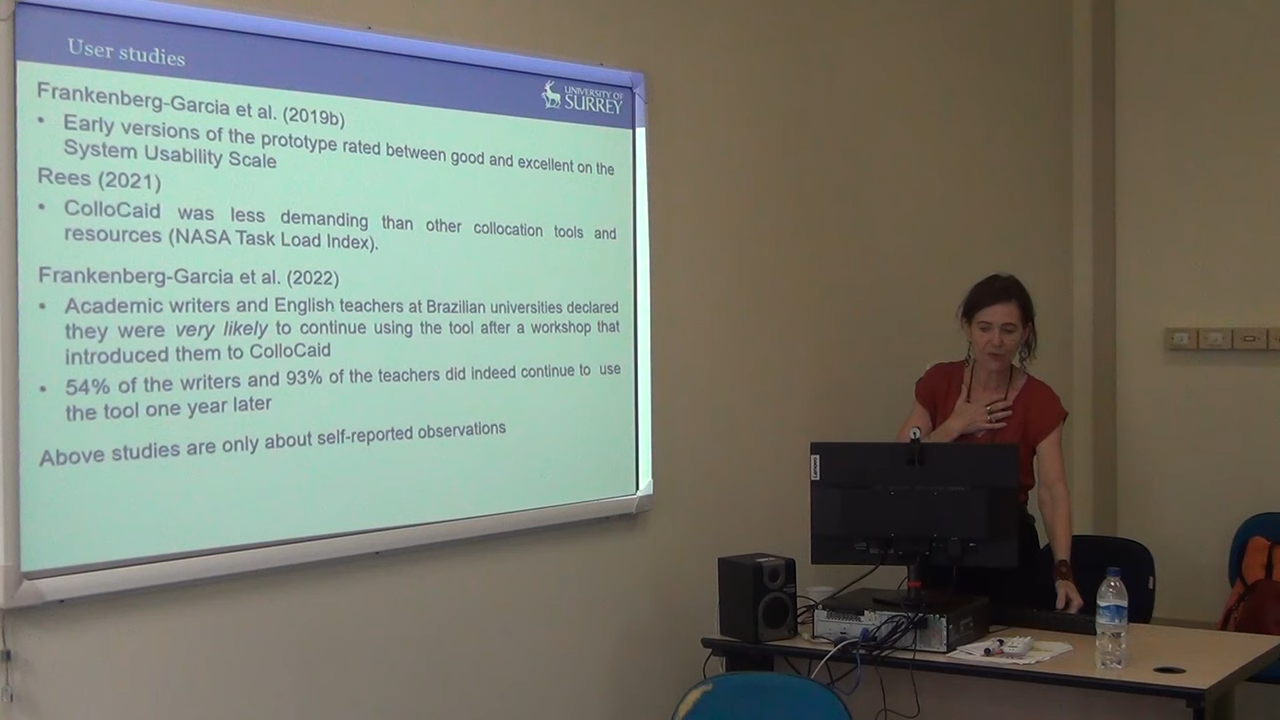 User studies
UNIVERSITY OF
SURREY
Frankenberg-Garcia et al. (2019b)
• Early versions of the prototype rated between good and excellent on the
System Usability Scale
Rees (2021)
• ColloCaid was less demanding than other collocation tools and
resources (NASA Task Load Index).
Frankenberg-Garcia et al. (2022)
• Academic writers and English teachers at Brazilian universities declared
they were very likely to continue using the tool after a workshop that
introduced them to ColloCaid
• 54% of the writers and 93% of the teachers did indeed continue to use
the tool one year later
Above studies are only about self-reported observations
Lenovo